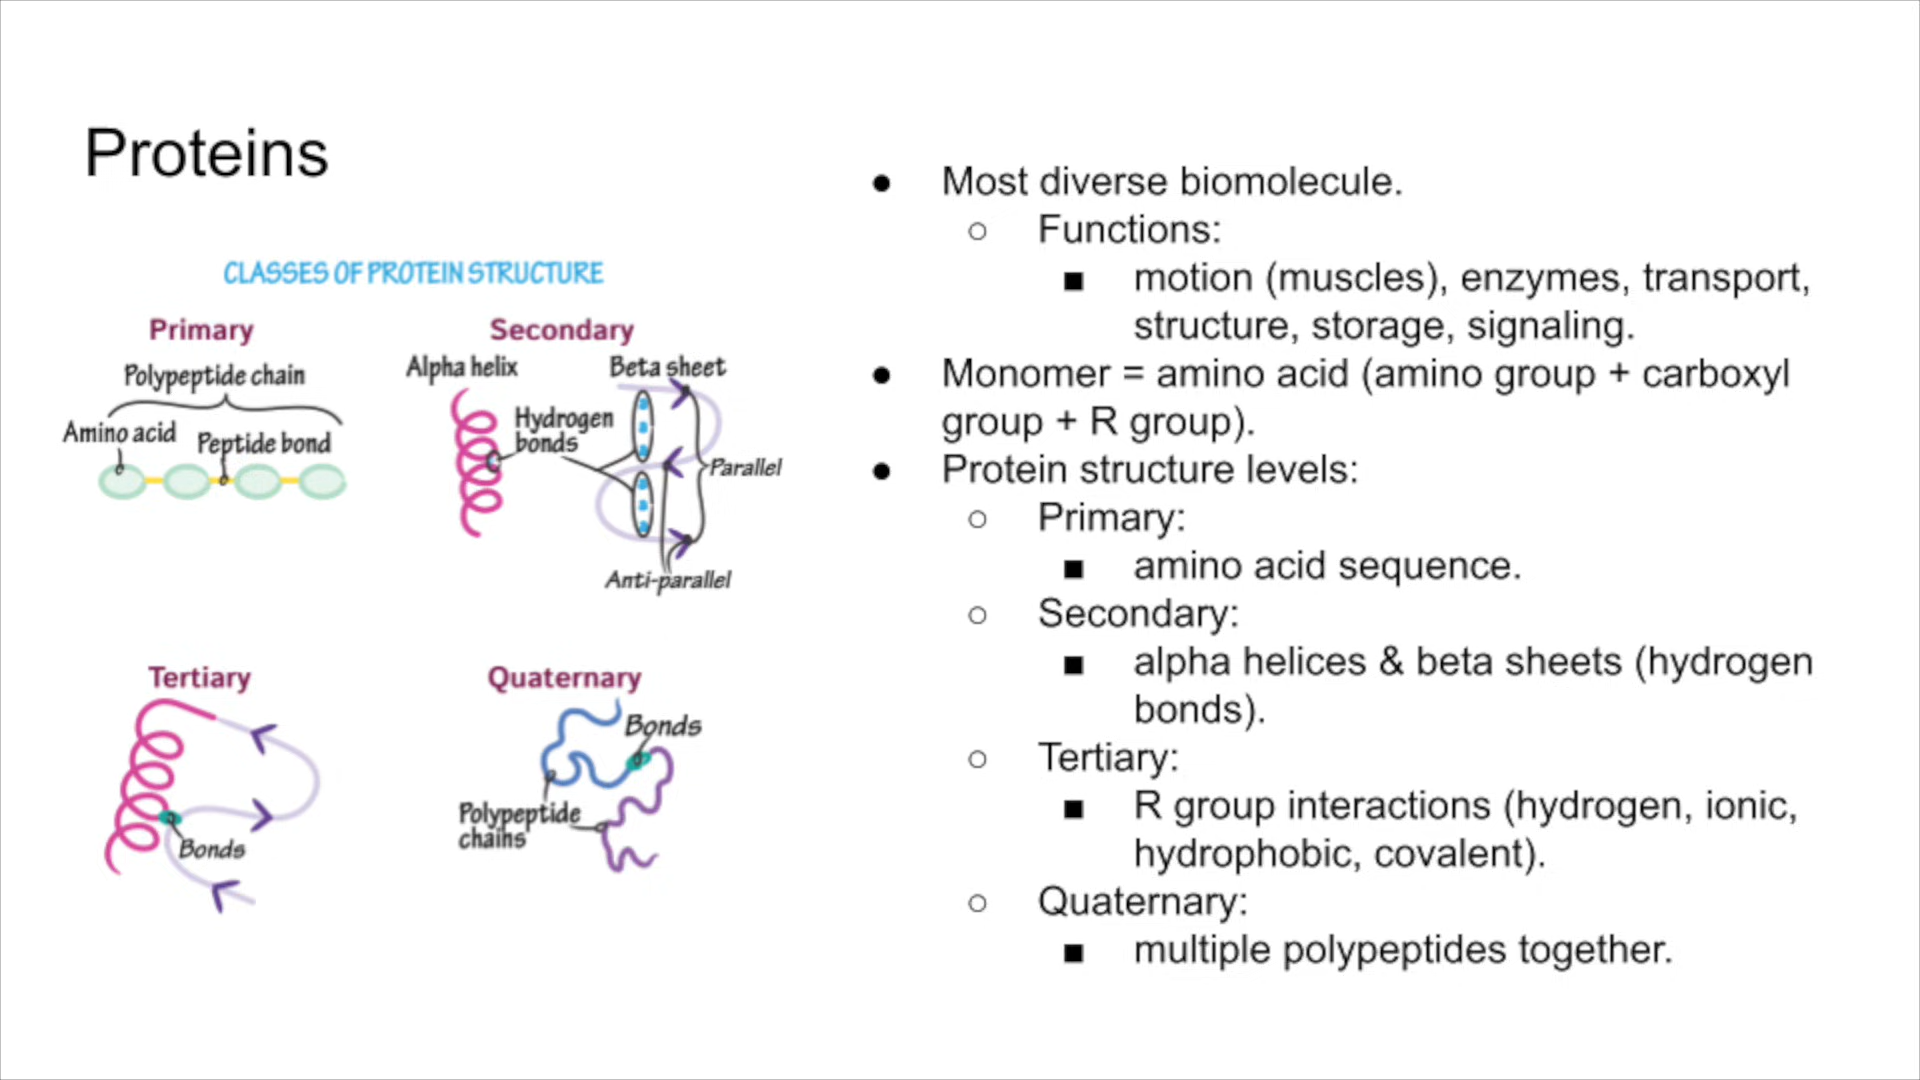 Proteins
CLASSES OF PROTEIN STRUCTURE
Primary
Polypeptide chain
Amino acid
Peptide bond
Secondary
Alpha helix
Beta sheet
Hydrogen
bonds
Parallel
Anti-parallel
Tertiary
Bonds
Quaternary
Bonds
Polypeptide
chains
● Most diverse biomolecule.
○ Functions:
■ motion (muscles), enzymes, transport,
structure, storage, signaling.
● Monomer = amino acid (amino group + carboxyl
group + R group).
● Protein structure levels:
○ Primary:
■ amino acid sequence.
○ Secondary:
■ alpha helices & beta sheets (hydrogen
bonds).
○ Tertiary:
■ R group interactions (hydrogen, ionic,
hydrophobic, covalent).
○ Quaternary:
■ multiple polypeptides together.